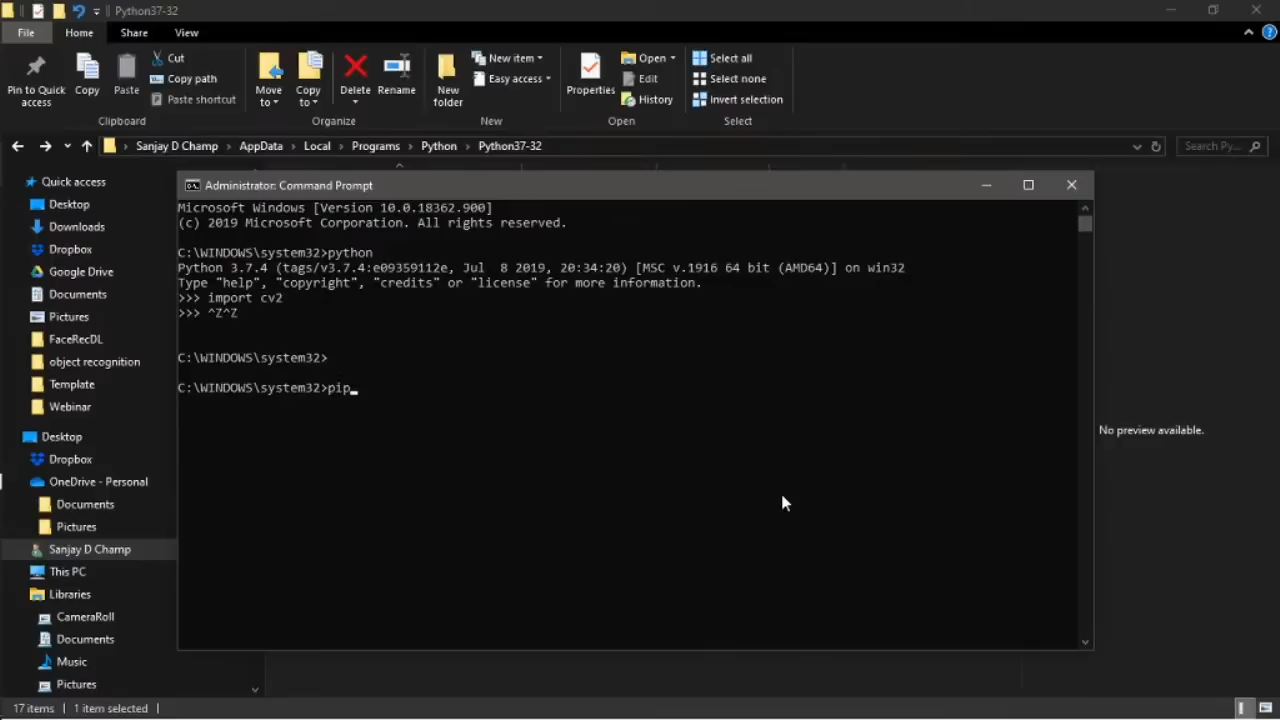 Python37-32
File Home Share View
Pin to Quick access
Copy
Paste
Cut
Copy path
Paste shortcut
Clipboard
Move to
Copy to
Delete
Rename
Organize
New folder
New item
Easy access
New
Properties
Open
Edit
History
Open
Select all
Select none
Invert selection
Select
Sanjay D Champ › AppData › Local › Programs › Python › Python37-32
Search Py...
Quick access
Desktop
Downloads
Dropbox
Google Drive
Documents
Pictures
FaceRecDL
object recognition
Template
Webinar
Desktop
Dropbox
OneDrive - Personal
Documents
Pictures
Sanjay D Champ
This PC
Libraries
CameraRoll
Documents
Music
Pictures
Administrator: Command Prompt
Microsoft Windows [Version 10.0.18362.900]
(c) 2019 Microsoft Corporation. All rights reserved.
C:\WINDOWS\system32>python
Python 3.7.4 (tags/v3.7.4:e09359112e, Jul  8 2019, 20:34:20) [MSC v.1916 64 bit (AMD64)] on win32
Type "help", "copyright", "credits" or "license" for more information.
>>> import cv2
>>> ^Z^Z
C:\WINDOWS\system32>
C:\WINDOWS\system32>pip_
No preview available.
17 items | 1 item selected |